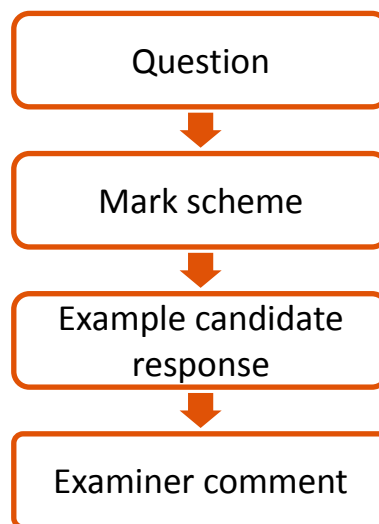 Question
Mark scheme
Example candidate
response
Examiner comment